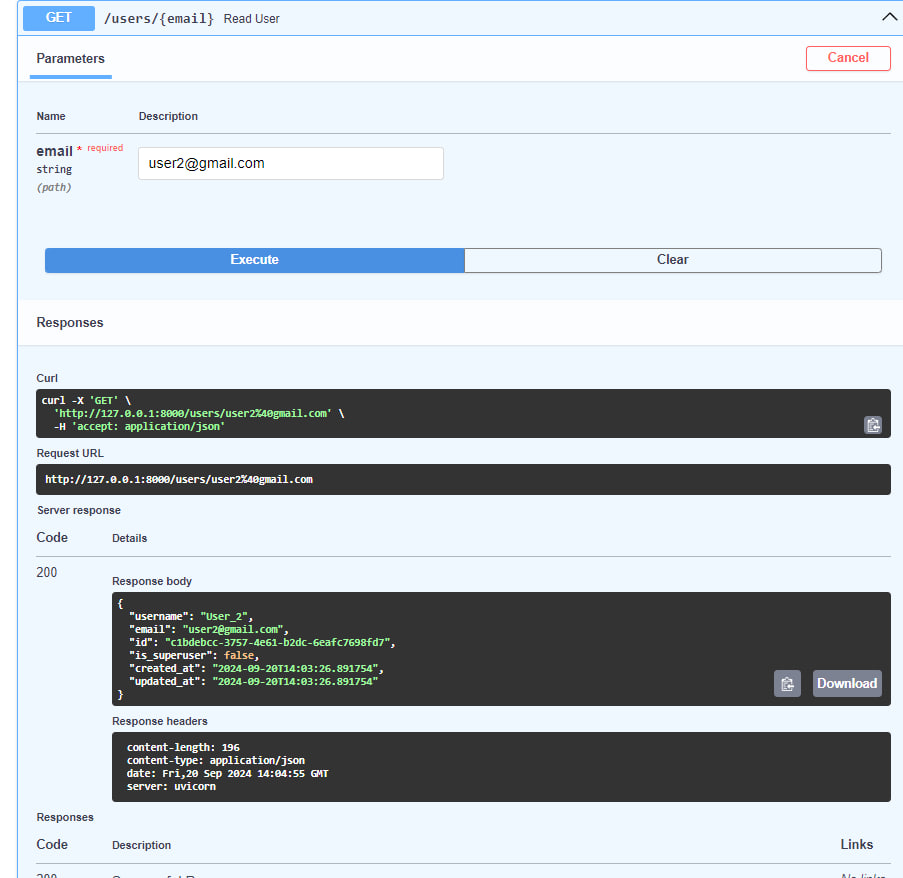 GET /users/{email} Read User
Parameters
Cancel
Name Description
email * required
string
(path)
user2@gmail.com
Execute Clear
Responses
Curl
curl -X 'GET' \
'http://127.0.0.1:8000/users/user2%40gmail.com' \
-H 'accept: application/json'
Request URL
http://127.0.0.1:8000/users/user2%40gmail.com
Server response
Code Details
200
Response body
{
"username": "User_2",
"email": "user2@gmail.com",
"id": "c1bdebcc-3757-4e61-b2dc-6eafc7698fd7",
"is_superuser": false,
"created_at": "2024-09-20T14:03:26.891754",
"updated_at": "2024-09-20T14:03:26.891754"
}
Download
Response headers
content-length: 196
content-type: application/json
date: Fri,20 Sep 2024 14:04:55 GMT
server: uvicorn
Responses
Code Description Links